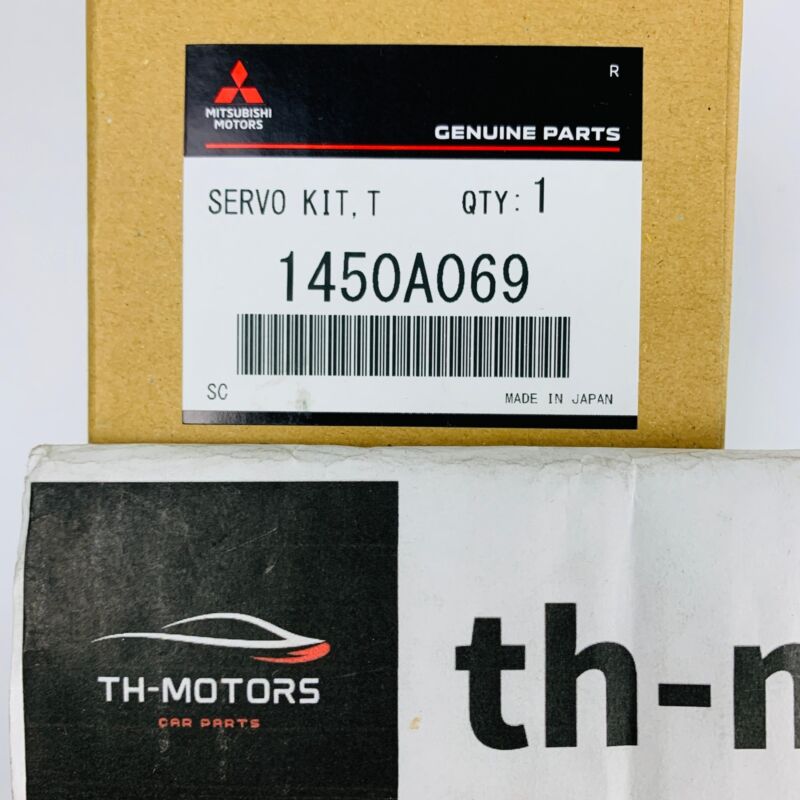 R
MITSUBISHI
MOTORS
GENUINE PARTS
SERVO KIT,T QTY: 1
1450A069
SC
MADE IN JAPAN
TH-MOTORS
CAR PARTS
th-m